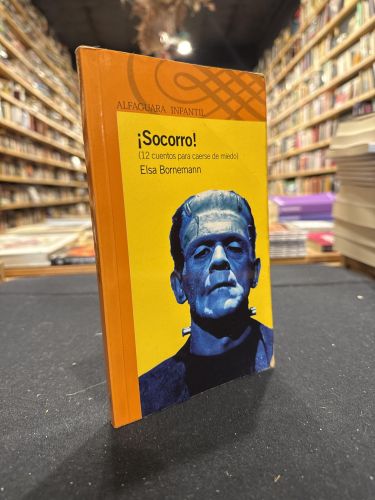 ALFAGUARA INFANTIL
¡Socorro!
(12 cuentos para caerse de miedo)
Elsa Bornemann